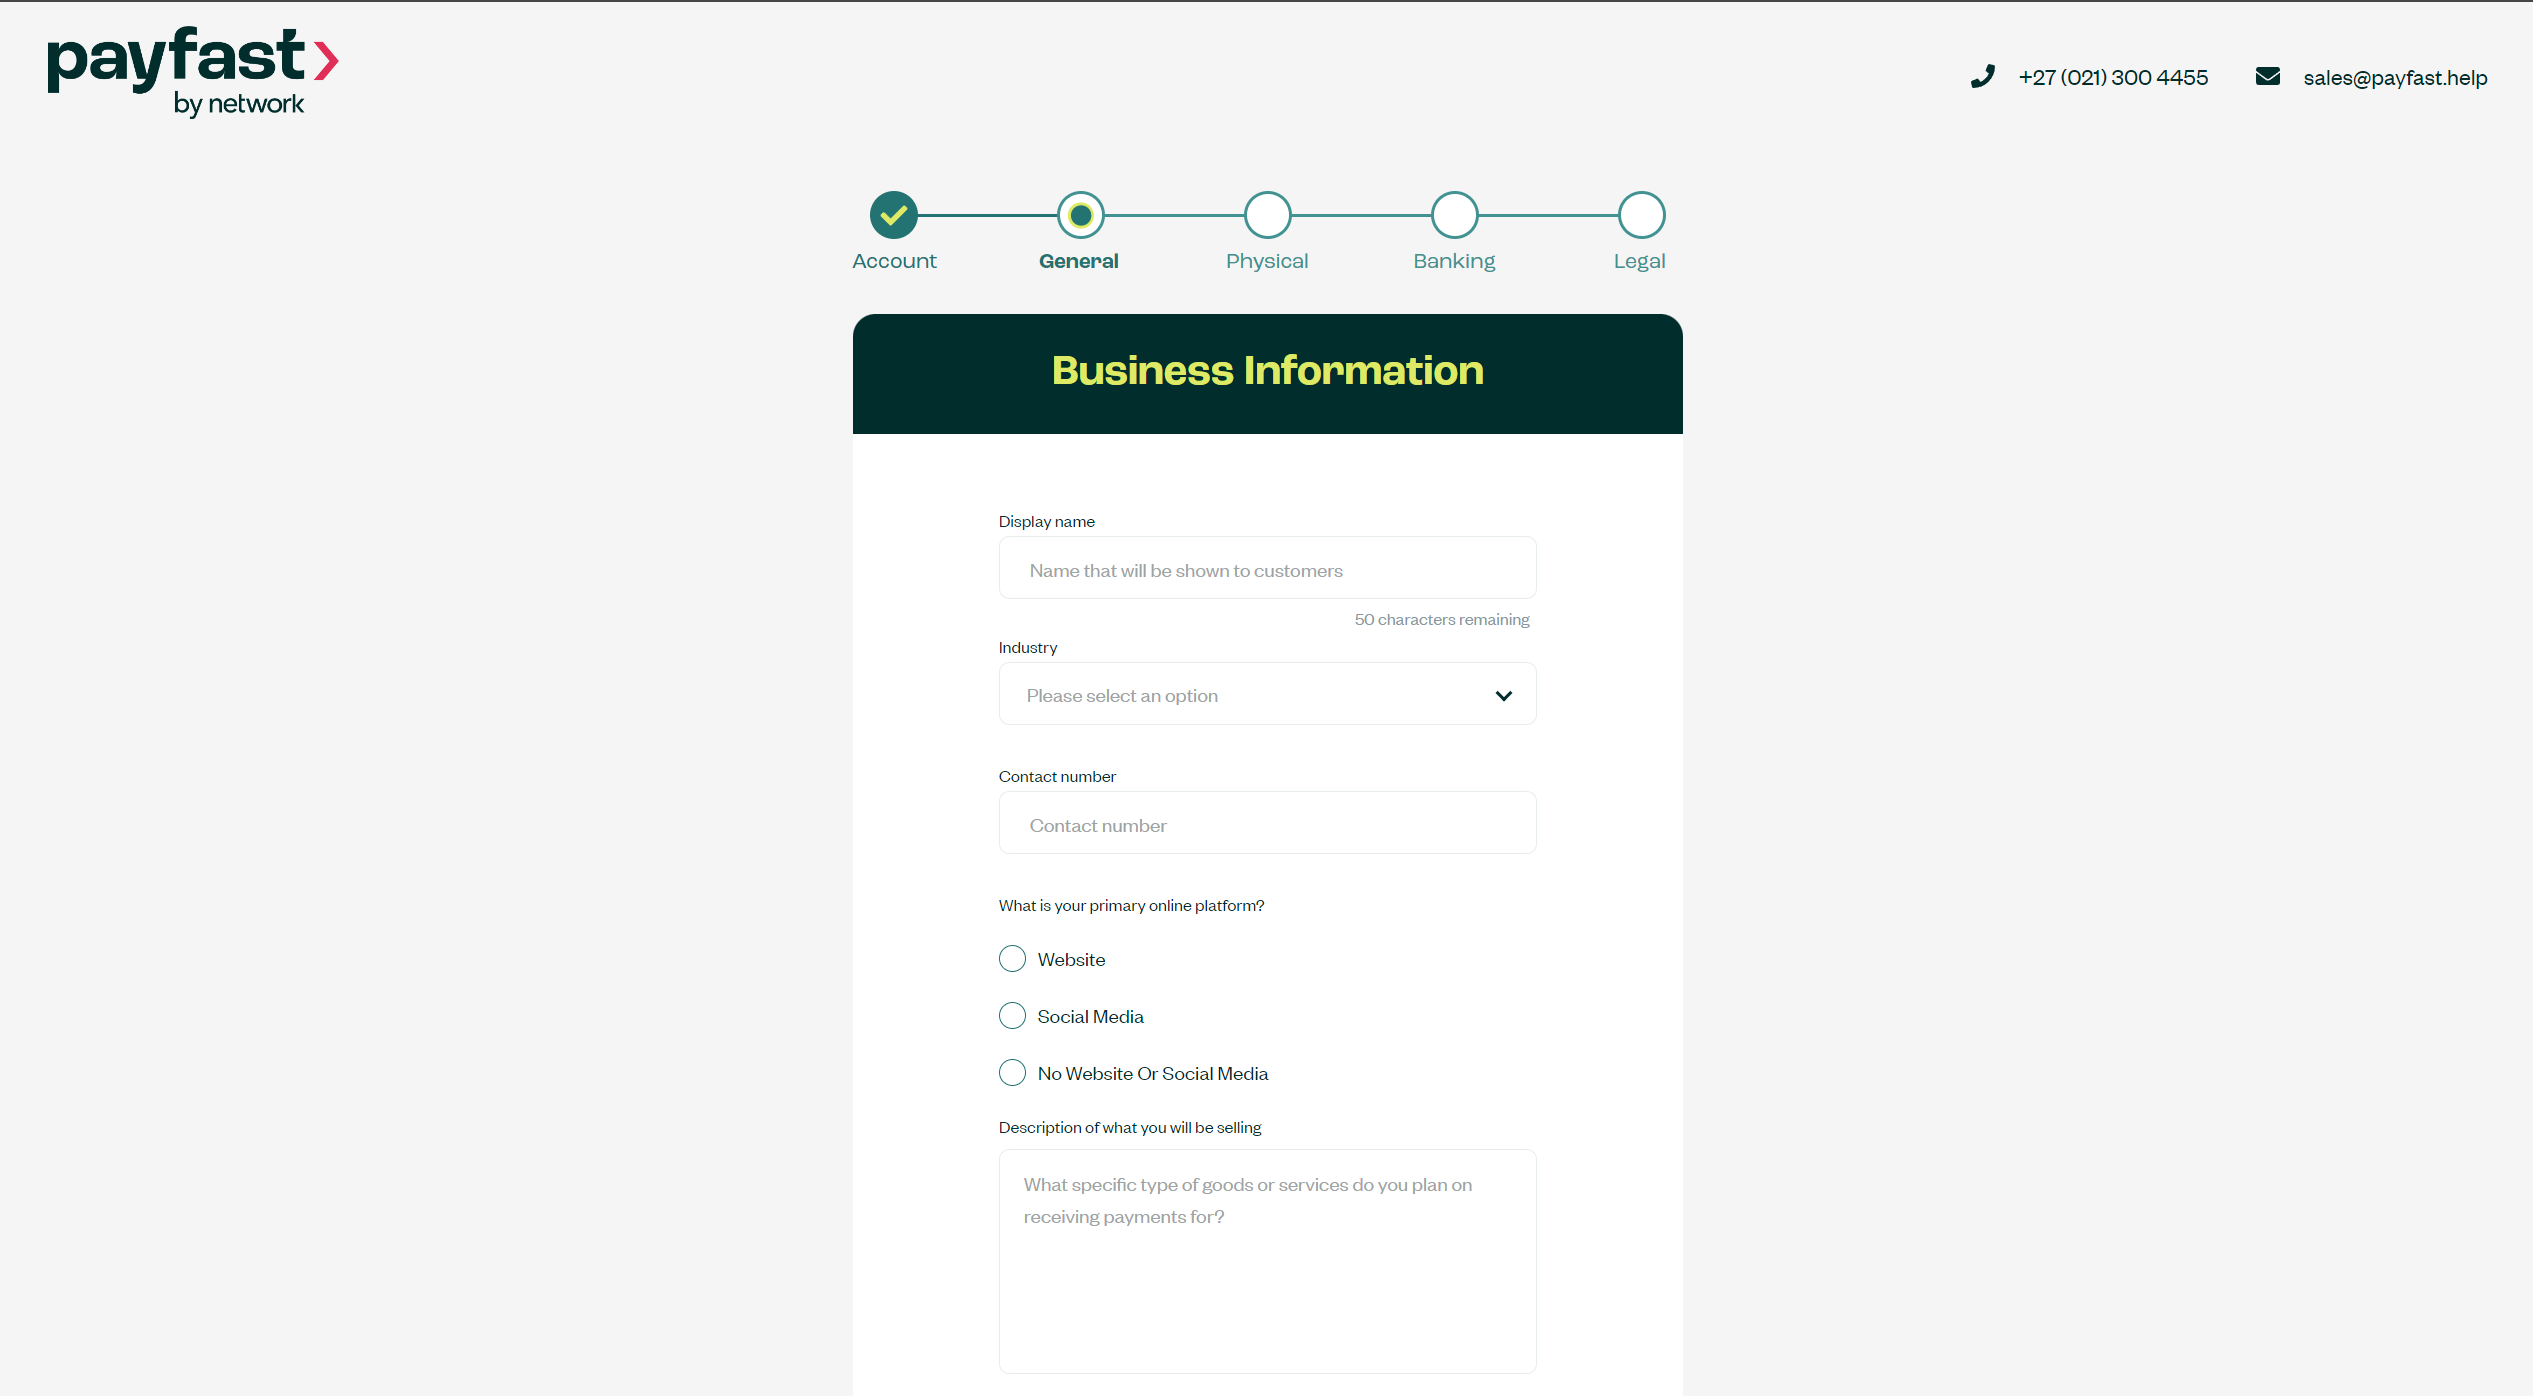 payfast
by network
+27 (021) 300 4455
sales@payfast.help
Account
General
Physical
Banking
Legal
Business Information
Display name
Name that will be shown to customers
50 characters remaining
Industry
Please select an option
Contact number
Contact number
What is your primary online platform?
Website
Social Media
No Website Or Social Media
Description of what you will be selling
What specific type of goods or services do you plan on
receiving payments for?